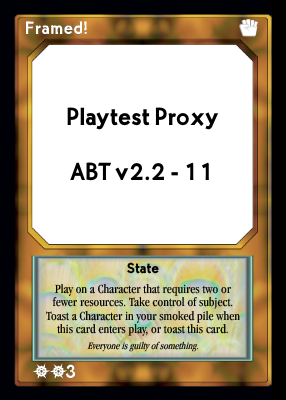 Framed!
Playtest Proxy
ABT v2.2 - 11
State
Play on a Character that requires two or
fewer resources. Take control of subject.
Toast a Character in your smoked pile when
this card enters play, or toast this card.
Everyone is guilty of something.
3